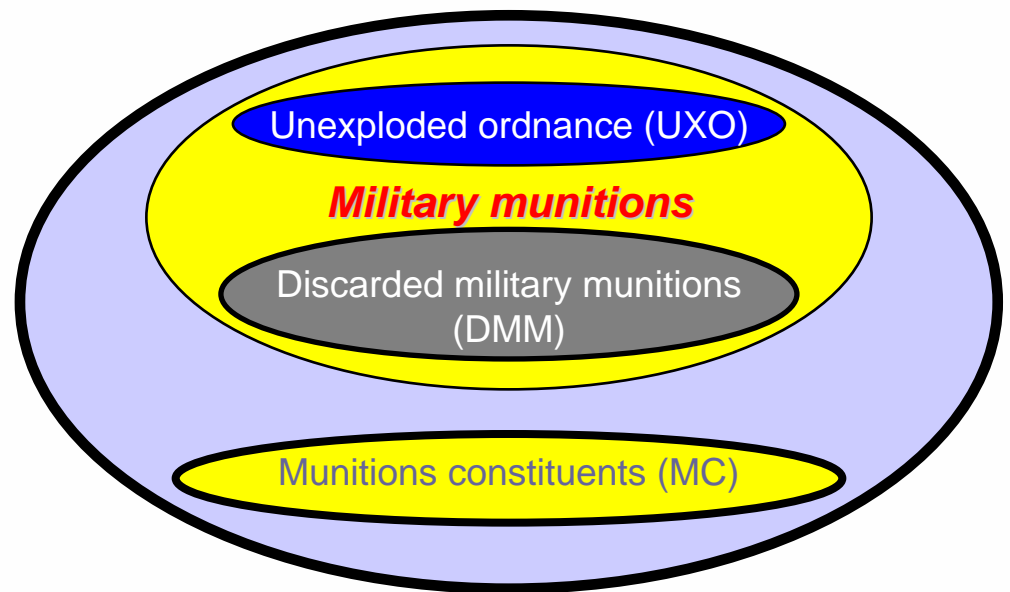 Unexploded ordnance (UXO)
Military munitions
Discarded military munitions
(DMM)
Munitions constituents (MC)